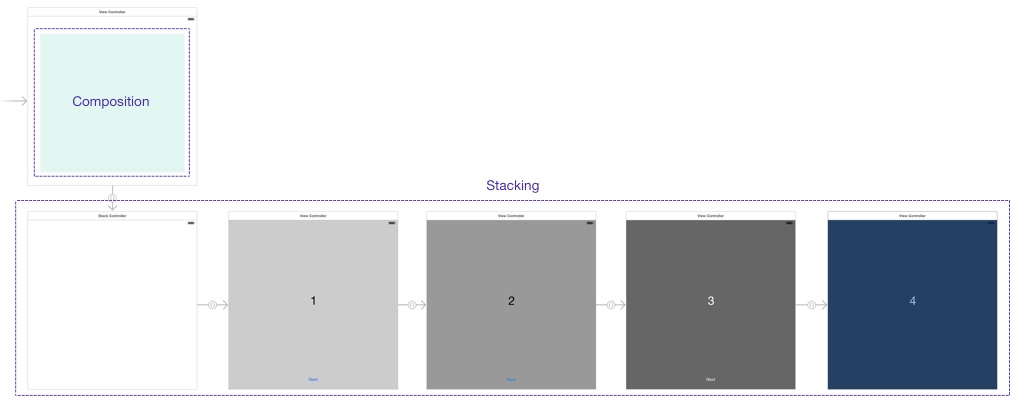 View Controller
Composition
Stacking
Stack Controller
View Controller
View Controller
View Controller
View Controller
1
2
3
4
Next
Next
Next